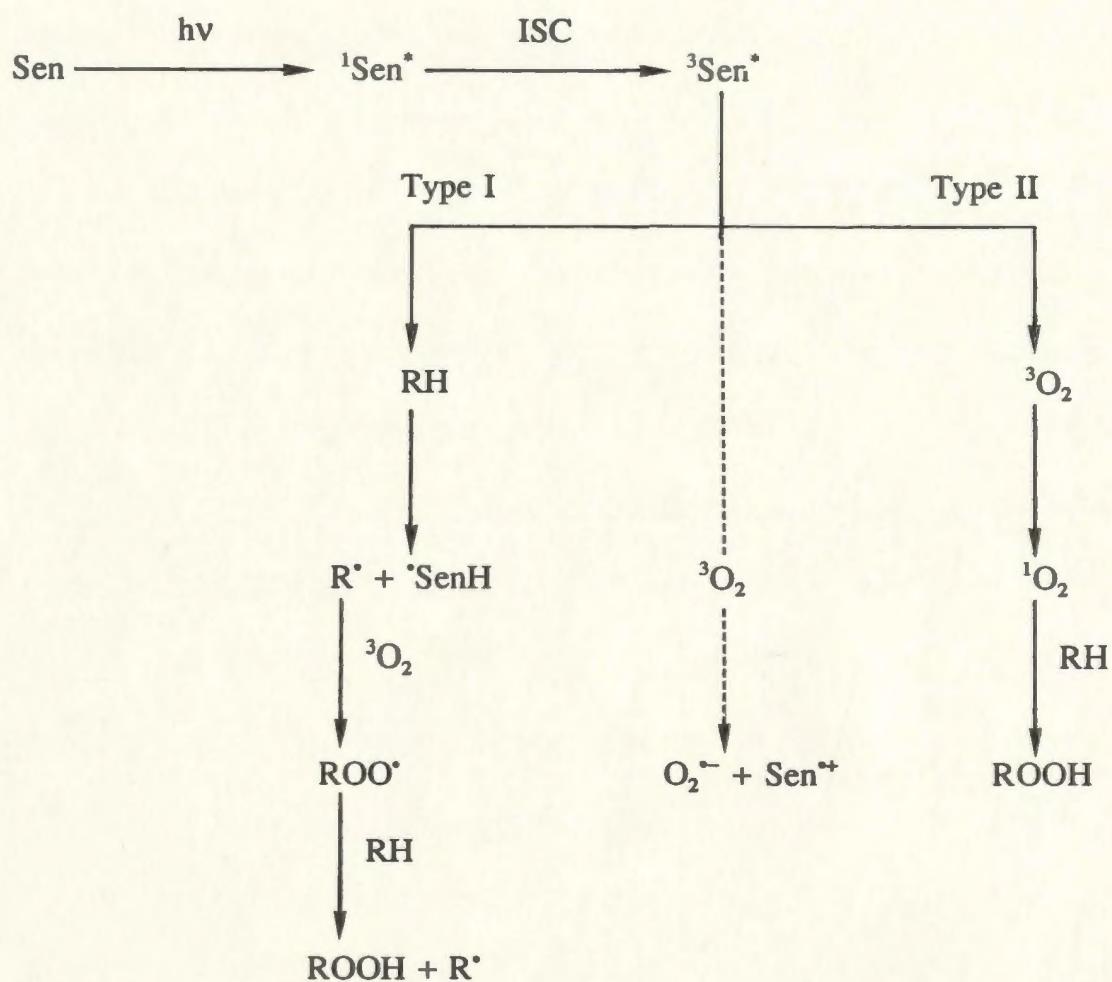 hν ISC
Sen ¹Sen* ³Sen*
Type I Type II
RH ³O₂
R• + •SenH ³O₂ ¹O₂
³O₂ RH
ROO• O₂•− + Sen•+ ROOH
RH
ROOH + R•